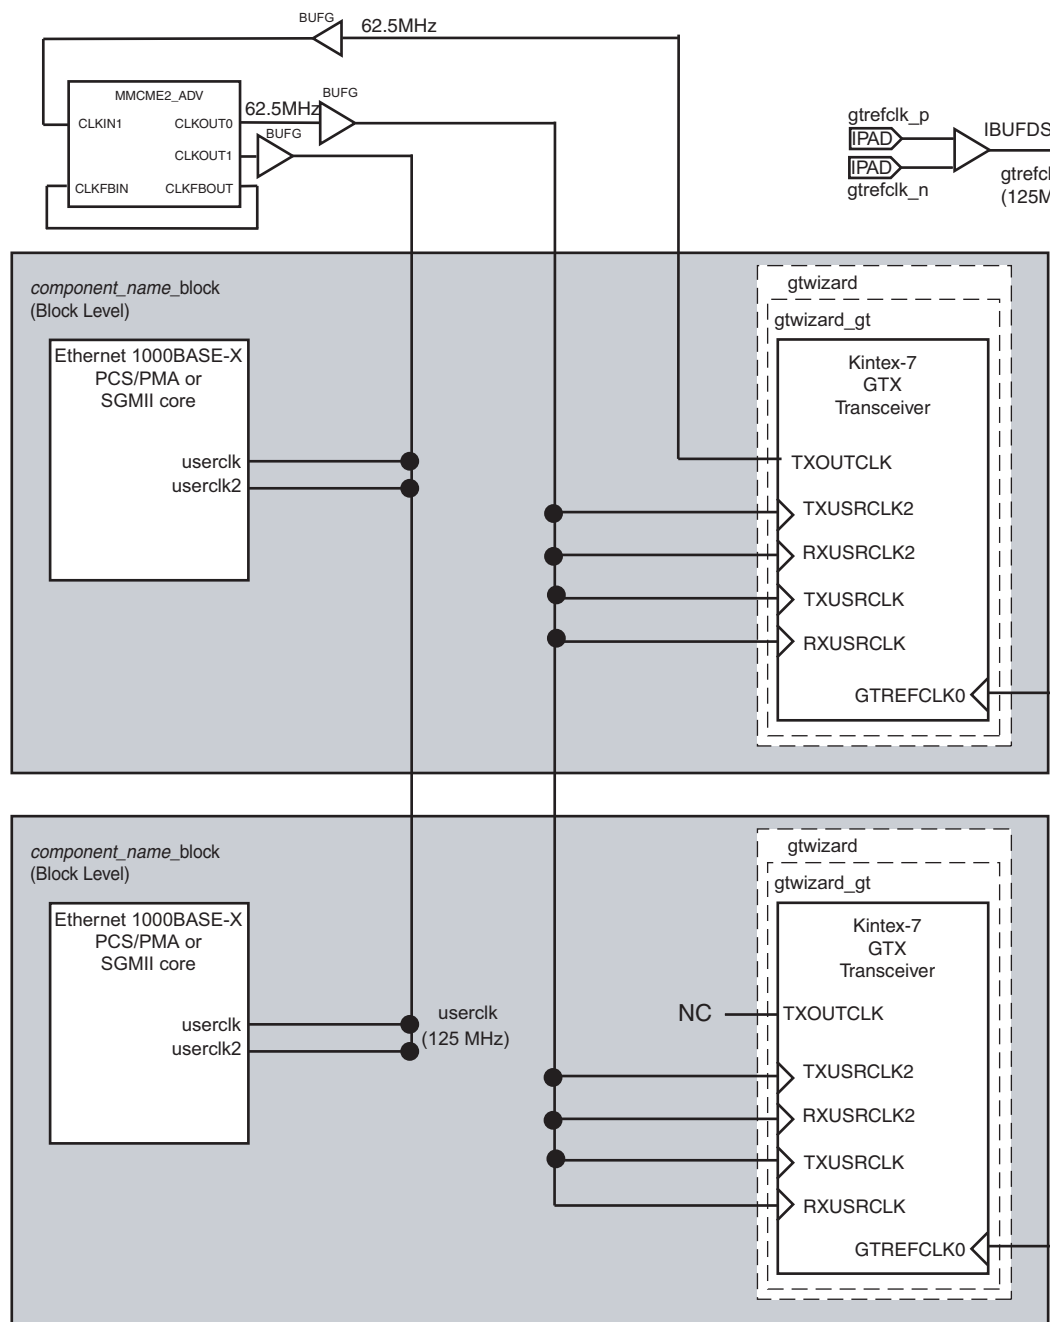 BUFG
62.5MHz
MMCME2_ADV
CLKIN1
CLKOUT0
CLKOUT1
CLKFBIN
CLKFBOUT
62.5MHz
BUFG
BUFG
gtrefclk_p
IPAD
IPAD
gtrefclk_n
IBUFDS
gtrefcl
(125M
component_name_block
(Block Level)
Ethernet 1000BASE-X
PCS/PMA or
SGMII core
userclk
userclk2
gtwizard
gtwizard_gt
Kintex-7
GTX
Transceiver
TXOUTCLK
TXUSRCLK2
RXUSRCLK2
TXUSRCLK
RXUSRCLK
GTREFCLK0
component_name_block
(Block Level)
Ethernet 1000BASE-X
PCS/PMA or
SGMII core
userclk
userclk2
userclk
(125 MHz)
gtwizard
gtwizard_gt
Kintex-7
GTX
Transceiver
NC
TXOUTCLK
TXUSRCLK2
RXUSRCLK2
TXUSRCLK
RXUSRCLK
GTREFCLK0